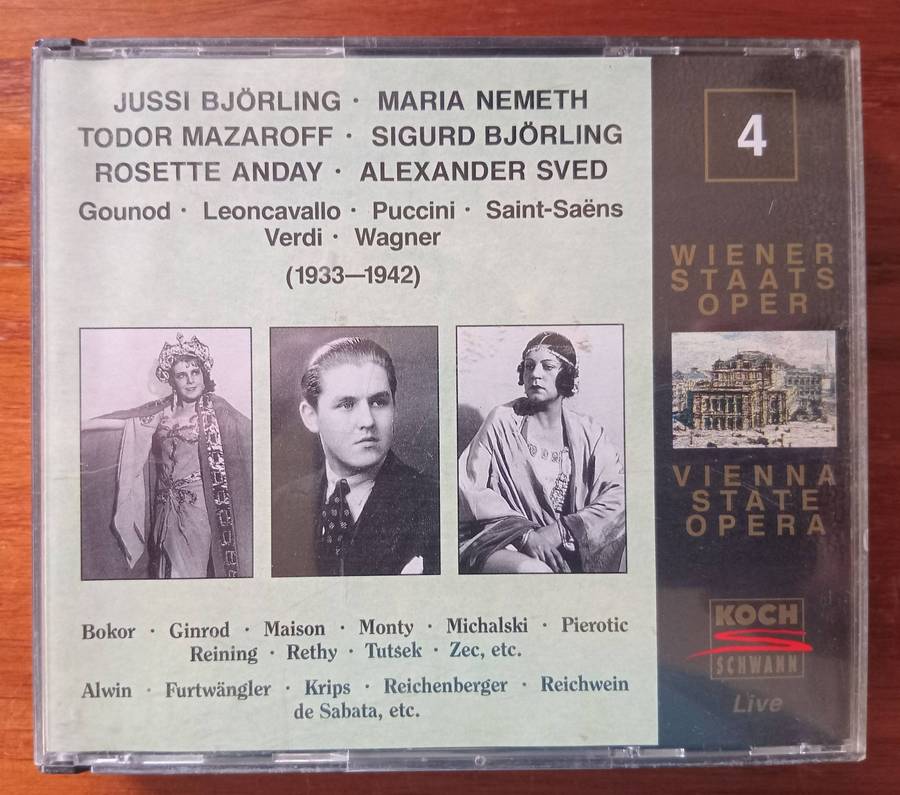 JUSSI BJÖRLING · MARIA NEMETH
TODOR MAZAROFF · SIGURD BJÖRLING
ROSETTE ANDAY · ALEXANDER SVED
Gounod · Leoncavallo · Puccini · Saint-Saëns
Verdi · Wagner
(1933—1942)
Bokor · Ginrod · Maison · Monty · Michalski · Pierotic
Reining · Rethy · Tutsek · Zec, etc.
Alwin · Furtwängler · Krips · Reichenberger · Reichwein
de Sabata, etc.
4
WIENER
STAATS
OPER
VIENNA
STATE
OPERA
KOCH
SCHWANN
Live